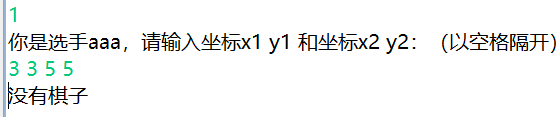 1
你是选手aaa，请输入坐标x1 y1 和坐标x2 y2：（以空格隔开）
3 3 5 5
没有棋子